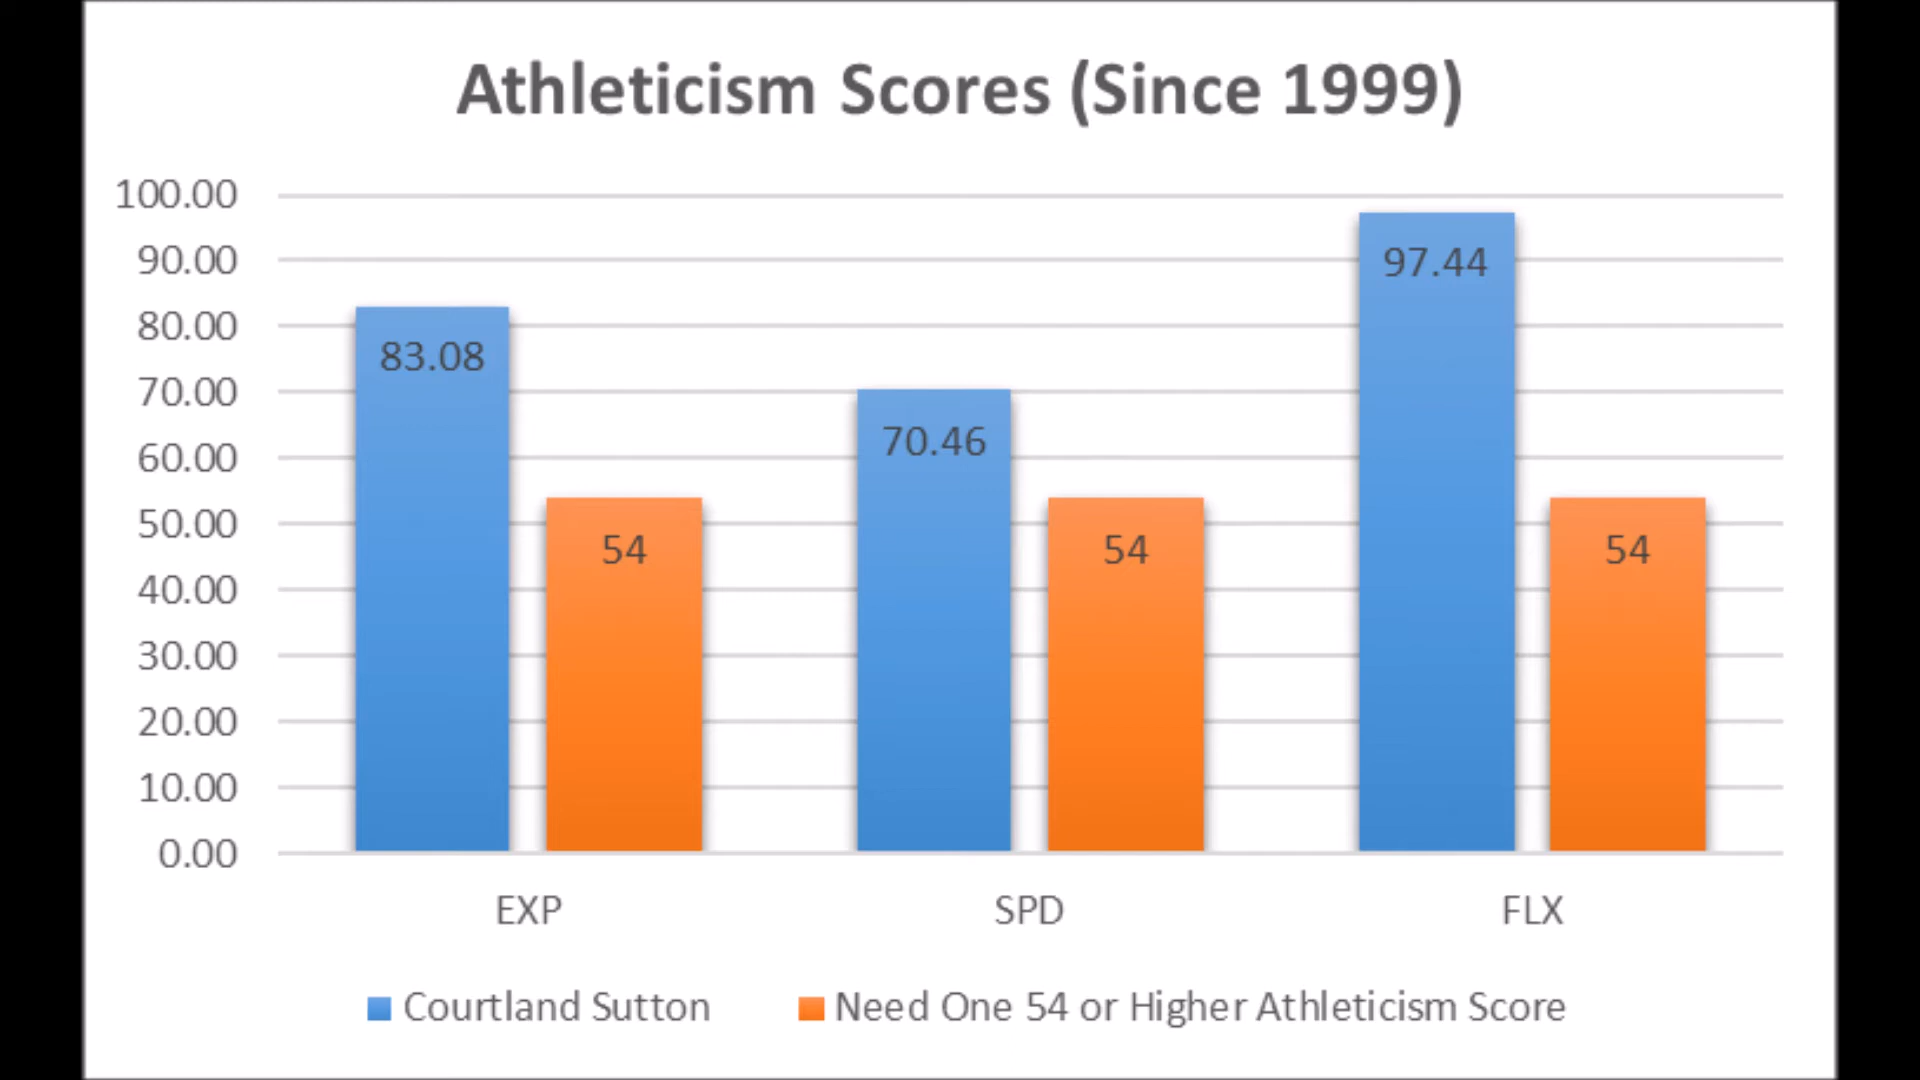 Athleticism Scores (Since 1999)
100.00
90.00
80.00
70.00
60.00
50.00
40.00
30.00
20.00
10.00
0.00
83.08
54
70.46
54
97.44
54
EXP
SPD
FLX
Courtland Sutton
Need One 54 or Higher Athleticism Score